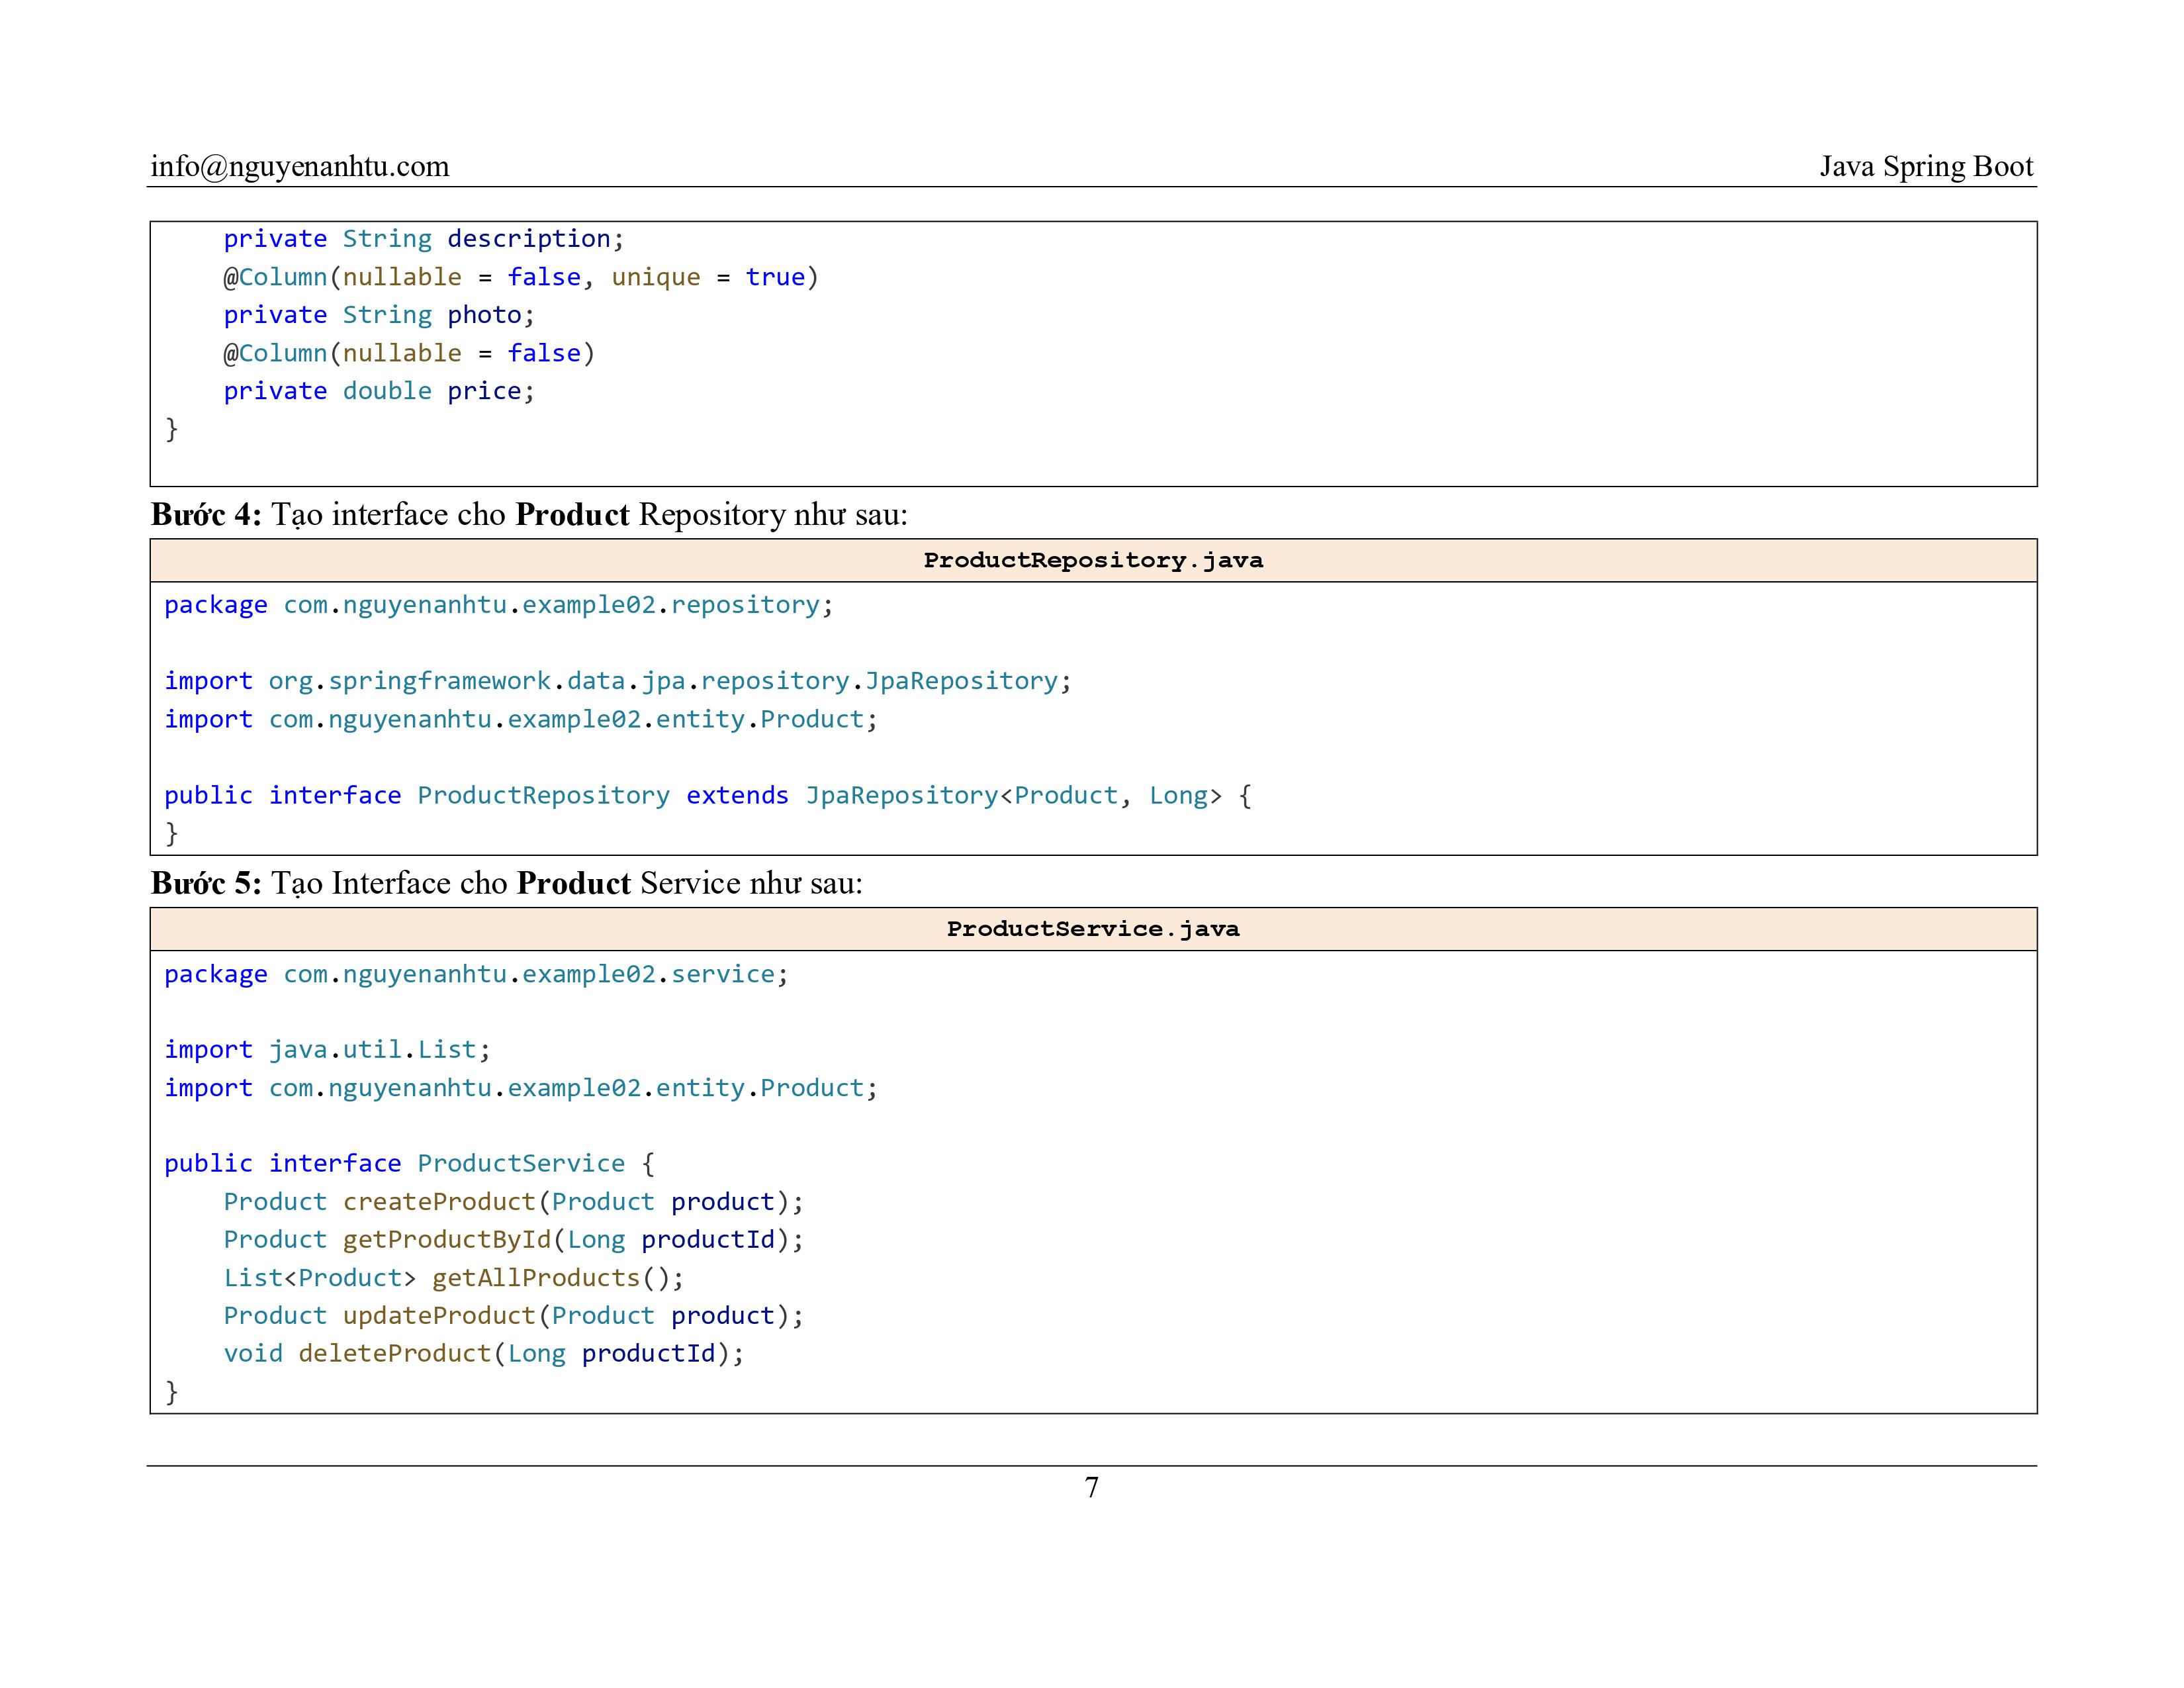 info@nguyenanhtu.com Java Spring Boot
private String description;
@Column(nullable = false, unique = true)
private String photo;
@Column(nullable = false)
private double price;
}
Bước 4: Tạo interface cho Product Repository như sau:
ProductRepository.java
package com.nguyenanhtu.example02.repository;
import org.springframework.data.jpa.repository.JpaRepository;
import com.nguyenanhtu.example02.entity.Product;
public interface ProductRepository extends JpaRepository<Product, Long> {
}
Bước 5: Tạo Interface cho Product Service như sau:
ProductService.java
package com.nguyenanhtu.example02.service;
import java.util.List;
import com.nguyenanhtu.example02.entity.Product;
public interface ProductService {
Product createProduct(Product product);
Product getProductById(Long productId);
List<Product> getAllProducts();
Product updateProduct(Product product);
void deleteProduct(Long productId);
}
7